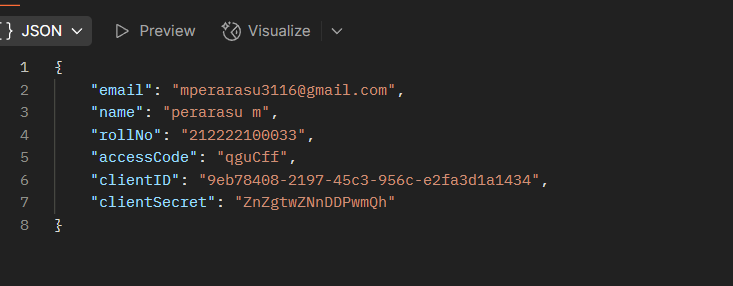 {} JSON Preview Visualize
1 {
2 "email": "mperarasu3116@gmail.com",
3 "name": "perarasu m",
4 "rollNo": "212222100033",
5 "accessCode": "qguCff",
6 "clientID": "9eb78408-2197-45c3-956c-e2fa3d1a1434",
7 "clientSecret": "ZnZgtwZNnDDPwmQh"
8 }